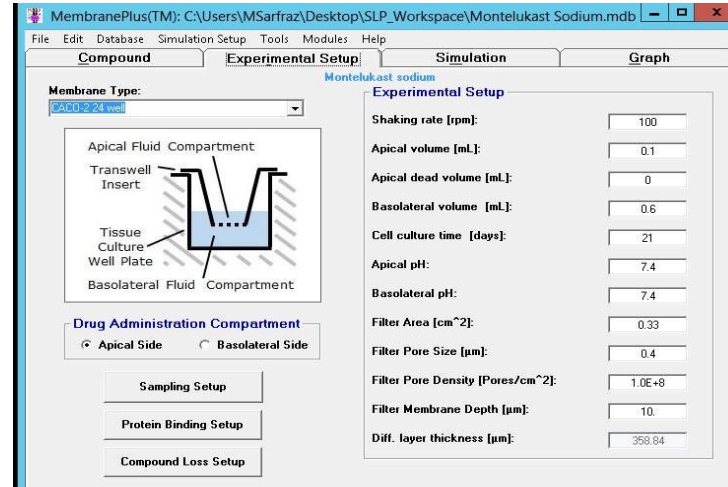 MembranePlus(TM): C:\Users\MSarfraz\Desktop\SLP_Workspace\Montelukast Sodium.mdb
File Edit Database Simulation Setup Tools Modules Help
Compound Experimental Setup Simulation Graph
Montelukast sodium
Membrane Type:
CACO-2 24 well
Apical Fluid Compartment
Transwell
Insert
Tissue
Culture
Well Plate
Basolateral Fluid Compartment
Drug Administration Compartment
Apical Side Basolateral Side
Sampling Setup
Protein Binding Setup
Compound Loss Setup
Experimental Setup
Shaking rate [rpm]: 100
Apical volume [mL]: 0.1
Apical dead volume [mL]: 0
Basolateral volume [mL]: 0.6
Cell culture time [days]: 21
Apical pH: 7.4
Basolateral pH: 7.4
Filter Area [cm^2]: 0.33
Filter Pore Size [µm]: 0.4
Filter Pore Density [Pores/cm^2]: 1.0E+8
Filter Membrane Depth [µm]: 10.
Diff. layer thickness [µm]: 358.84